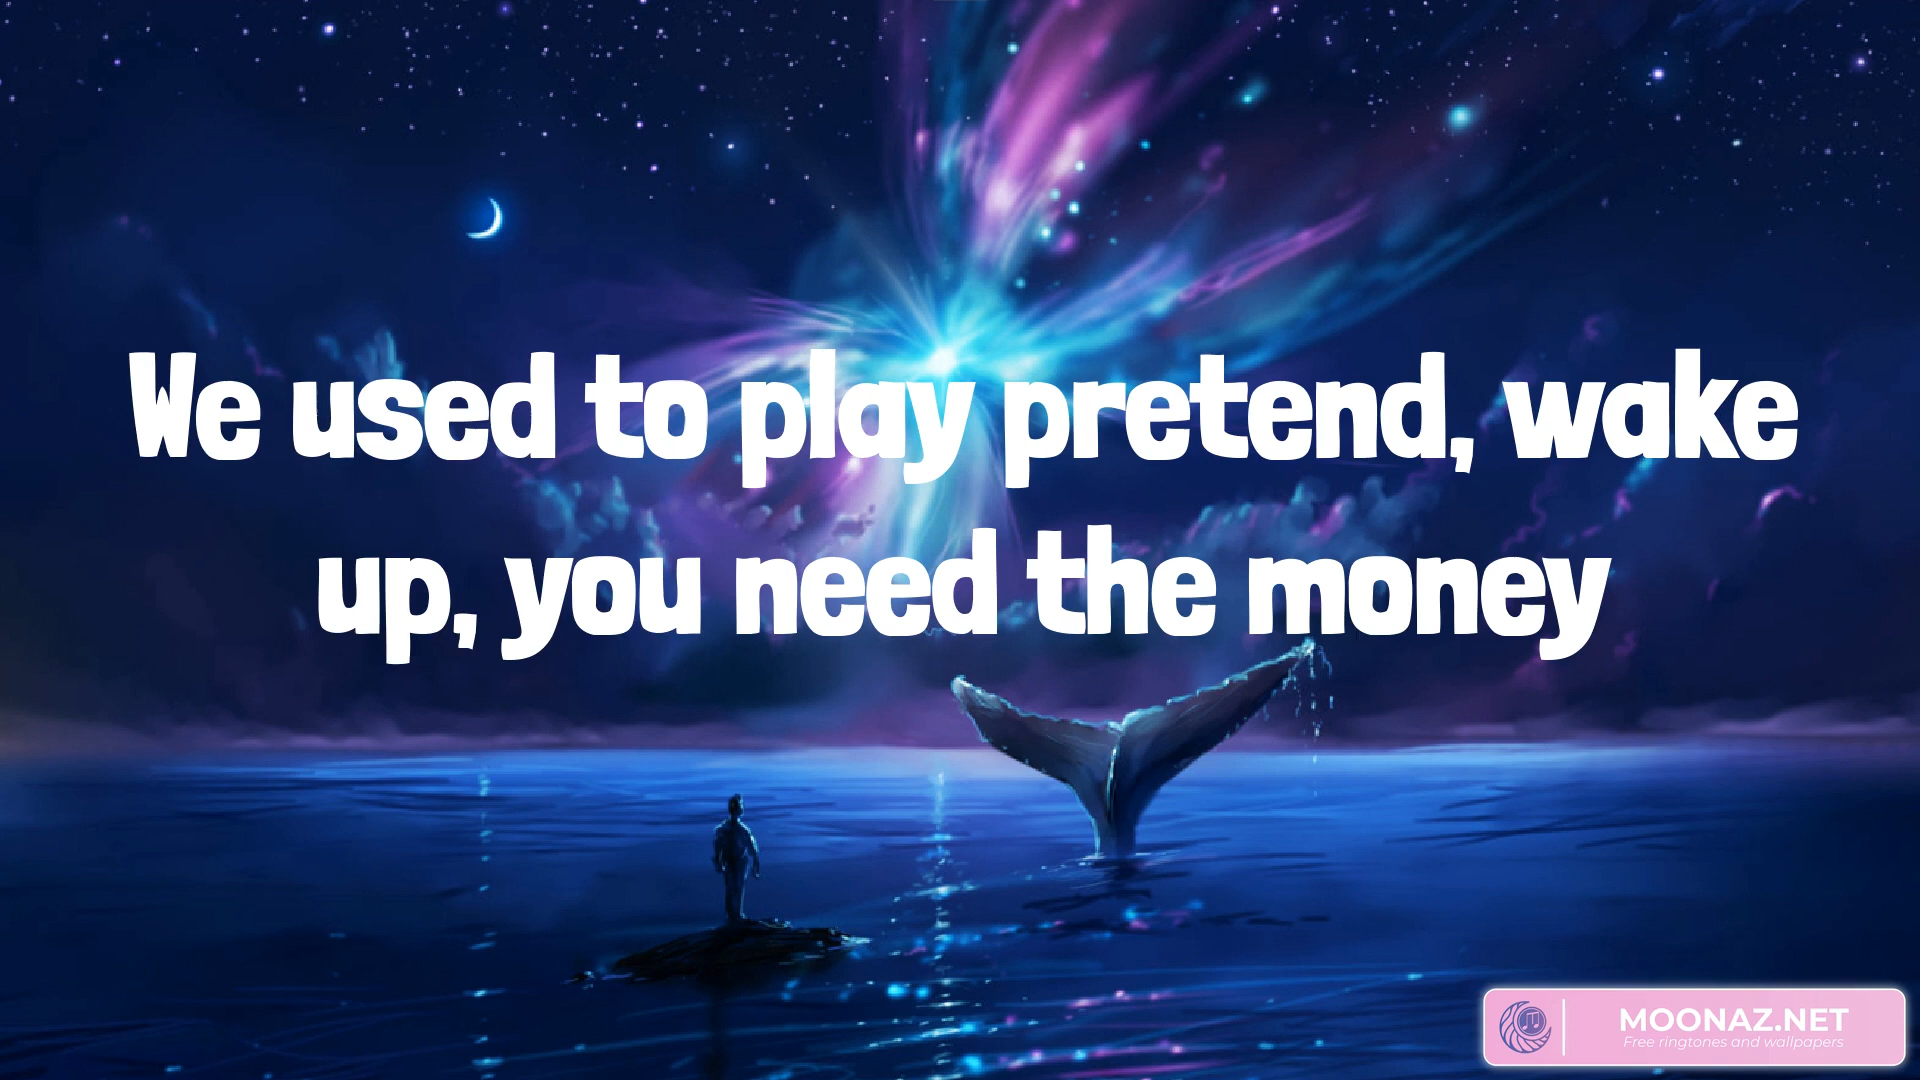 We used to play pretend, wake
up, you need the money
MOONAZ.NET
Free ringtones and wallpapers